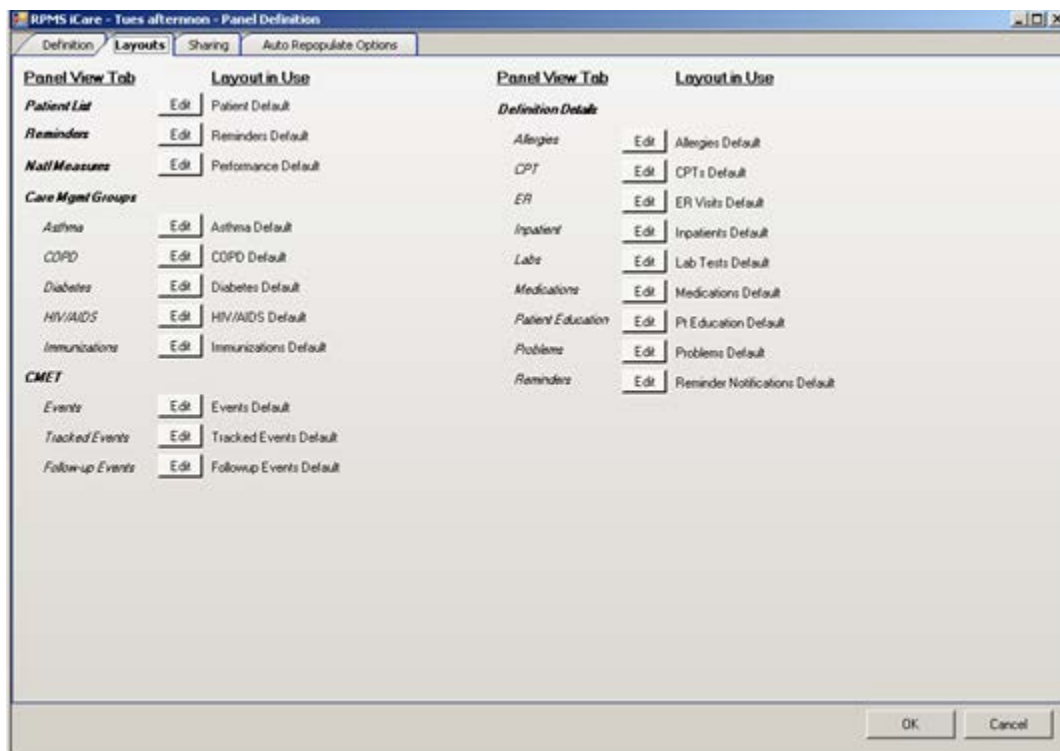 RPMS iCare - Tues afternnon - Panel Definition
Definition Layouts Sharing Auto Repopulate Options
Panel View Tab Layout in Use
Patient List Edit Patient Default
Reminders Edit Reminders Default
Natl Measures Edit Performance Default
Care Mgmt Groups
Asthma Edit Asthma Default
COPD Edit COPD Default
Diabetes Edit Diabetes Default
HIV/AIDS Edit HIV/AIDS Default
Immunizations Edit Immunizations Default
CMET
Events Edit Events Default
Tracked Events Edit Tracked Events Default
Follow-up Events Edit Followup Events Default
Panel View Tab Layout in Use
Definition Details
Allergies Edit Allergies Default
CPT Edit CPTs Default
ER Edit ER Visits Default
Inpatient Edit Inpatients Default
Labs Edit Lab Tests Default
Medications Edit Medications Default
Patient Education Edit Pt Education Default
Problems Edit Problems Default
Reminders Edit Reminder Notifications Default
OK Cancel